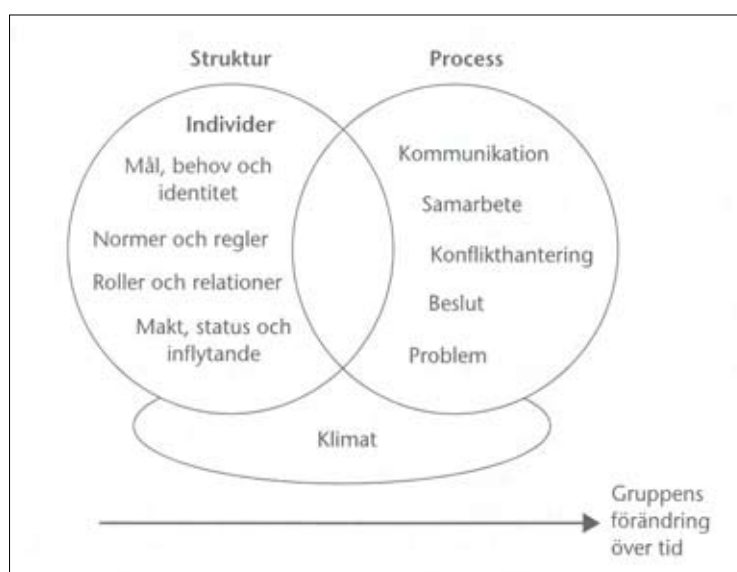 Struktur
Process
Individer
Mål, behov och
identitet
Normer och regler
Roller och relationer
Makt, status och
inflytande
Kommunikation
Samarbete
Konflikthantering
Beslut
Problem
Klimat
Gruppens
förändring
över tid